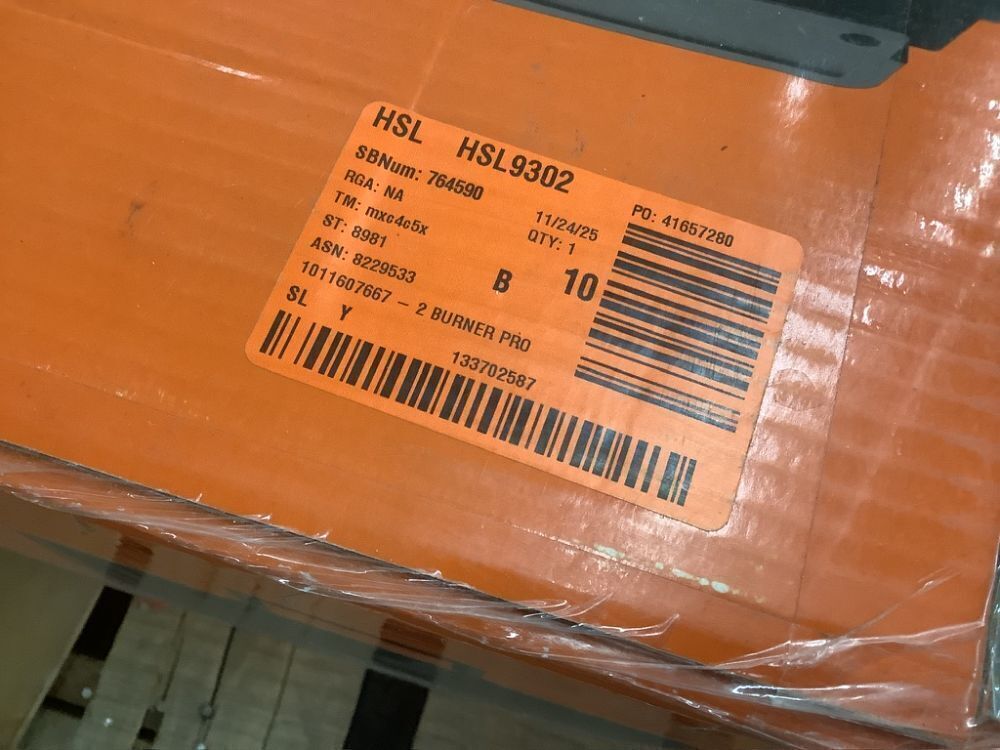 HSL HSL9302
SBNum: 764590
RGA: NA
11/24/25
PO: 41657280
TM: mxc4c5x
QTY: 1
ST: 8981
ASN: 8229533
B 10
1011607667 – 2 BURNER PRO
SL Y
133702587